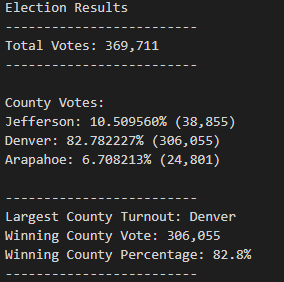 Election Results
-------------------------
Total Votes: 369,711
-------------------------
County Votes:
Jefferson: 10.509560% (38,855)
Denver: 82.782227% (306,055)
Arapahoe: 6.708213% (24,801)
-------------------------
Largest County Turnout: Denver
Winning County Vote: 306,055
Winning County Percentage: 82.8%
-------------------------